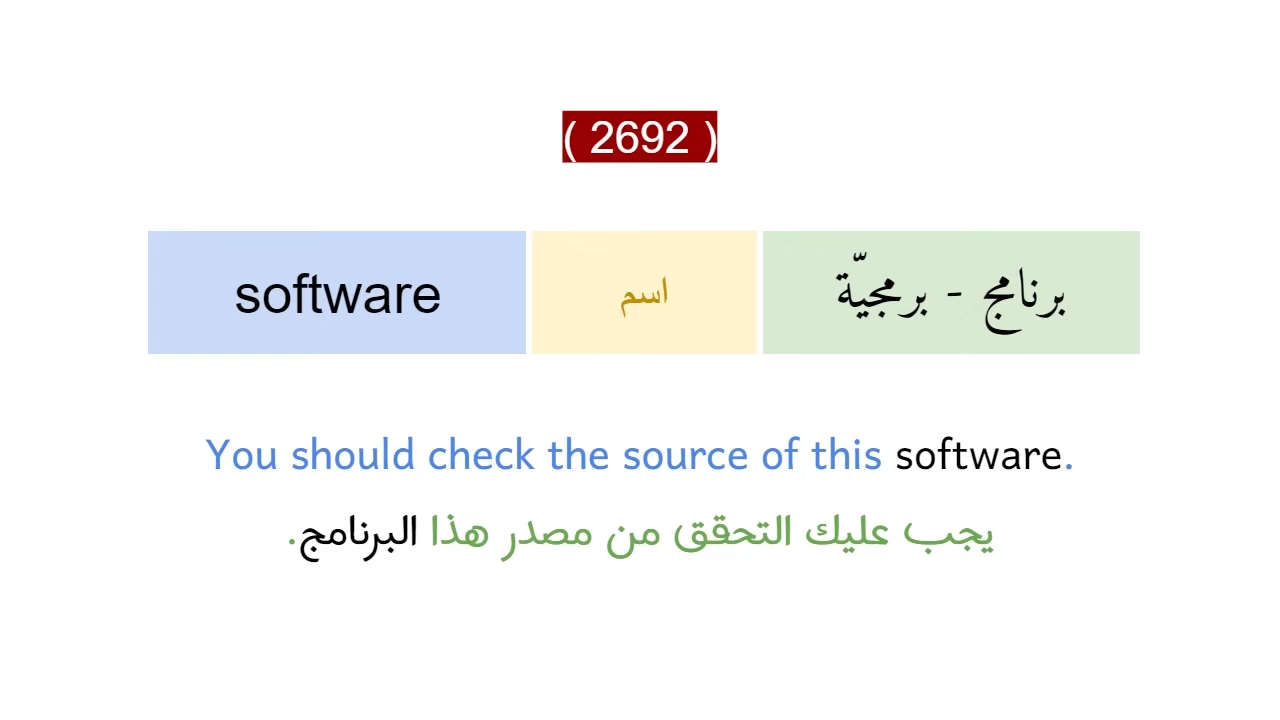 ( 2692 )
software اسم برنامج - برمجيّة
You should check the source of this software.
يجب عليك التحقق من مصدر هذا البرنامج.